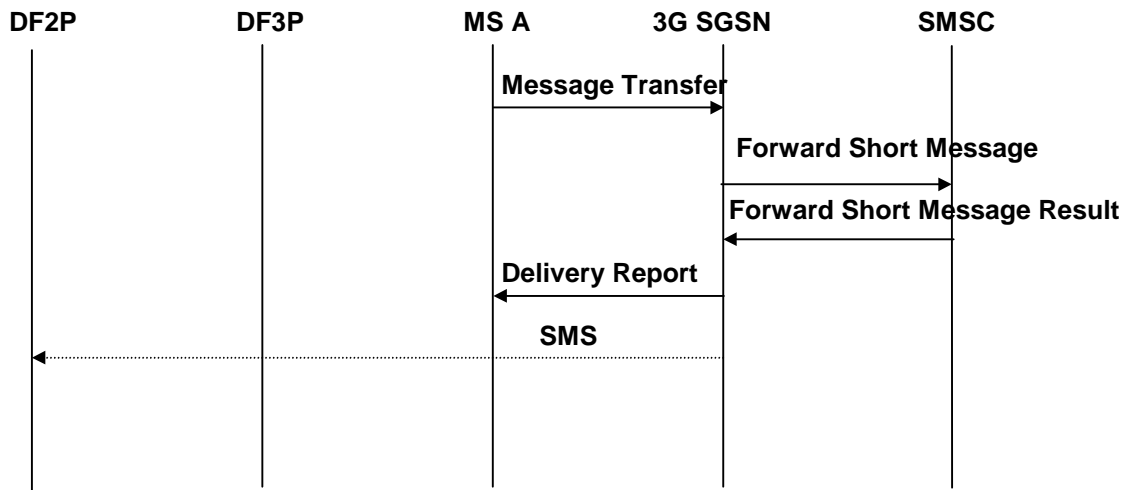 DF2P DF3P MS A 3G SGSN SMSC
Message Transfer
Forward Short Message
Forward Short Message Result
Delivery Report
SMS